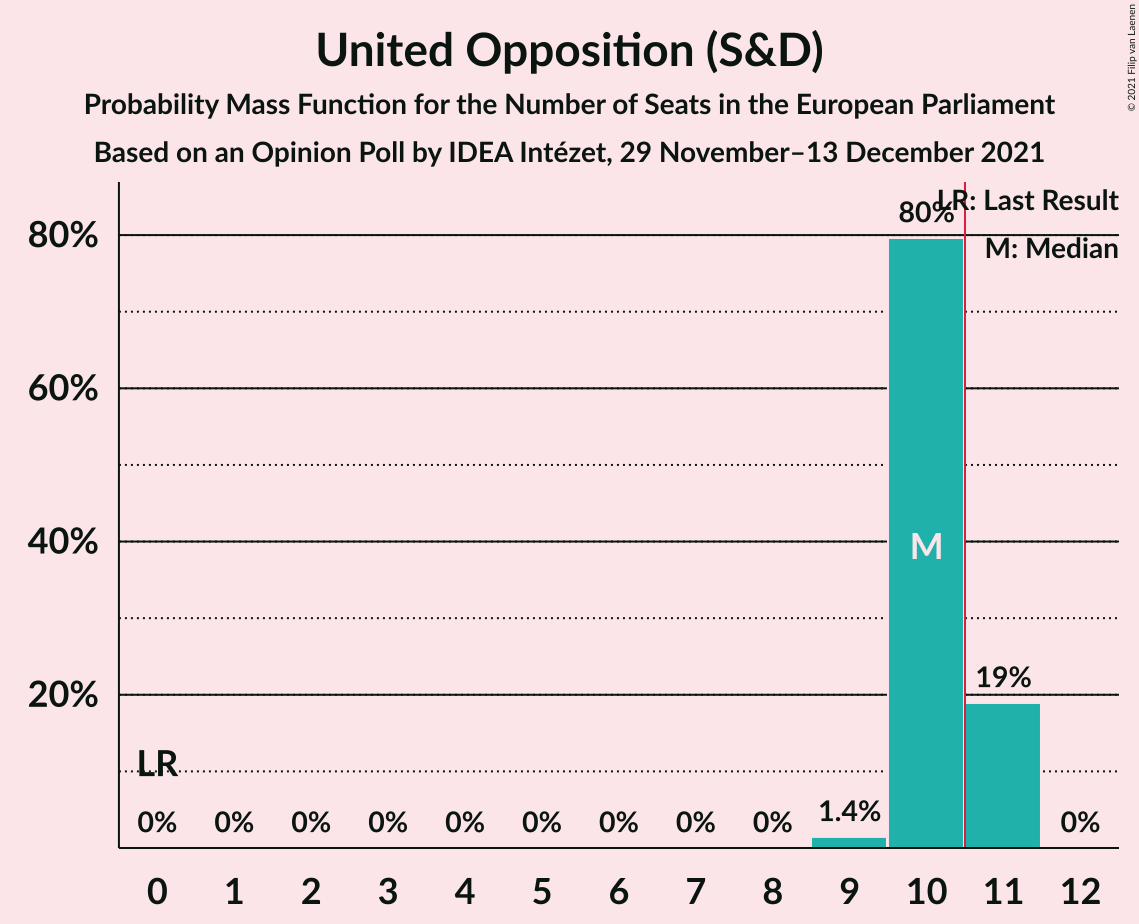 United Opposition (S&D)
Probability Mass Function for the Number of Seats in the European Parliament
Based on an Opinion Poll by IDEA Intézet, 29 November–13 December 2021
© 2021 Filip van Laenen
LR: Last Result
M: Median
80%
80%
60%
40%
20%
M
19%
LR
1.4%
0% 0% 0% 0% 0% 0% 0% 0% 0% 0%
0 1 2 3 4 5 6 7 8 9 10 11 12